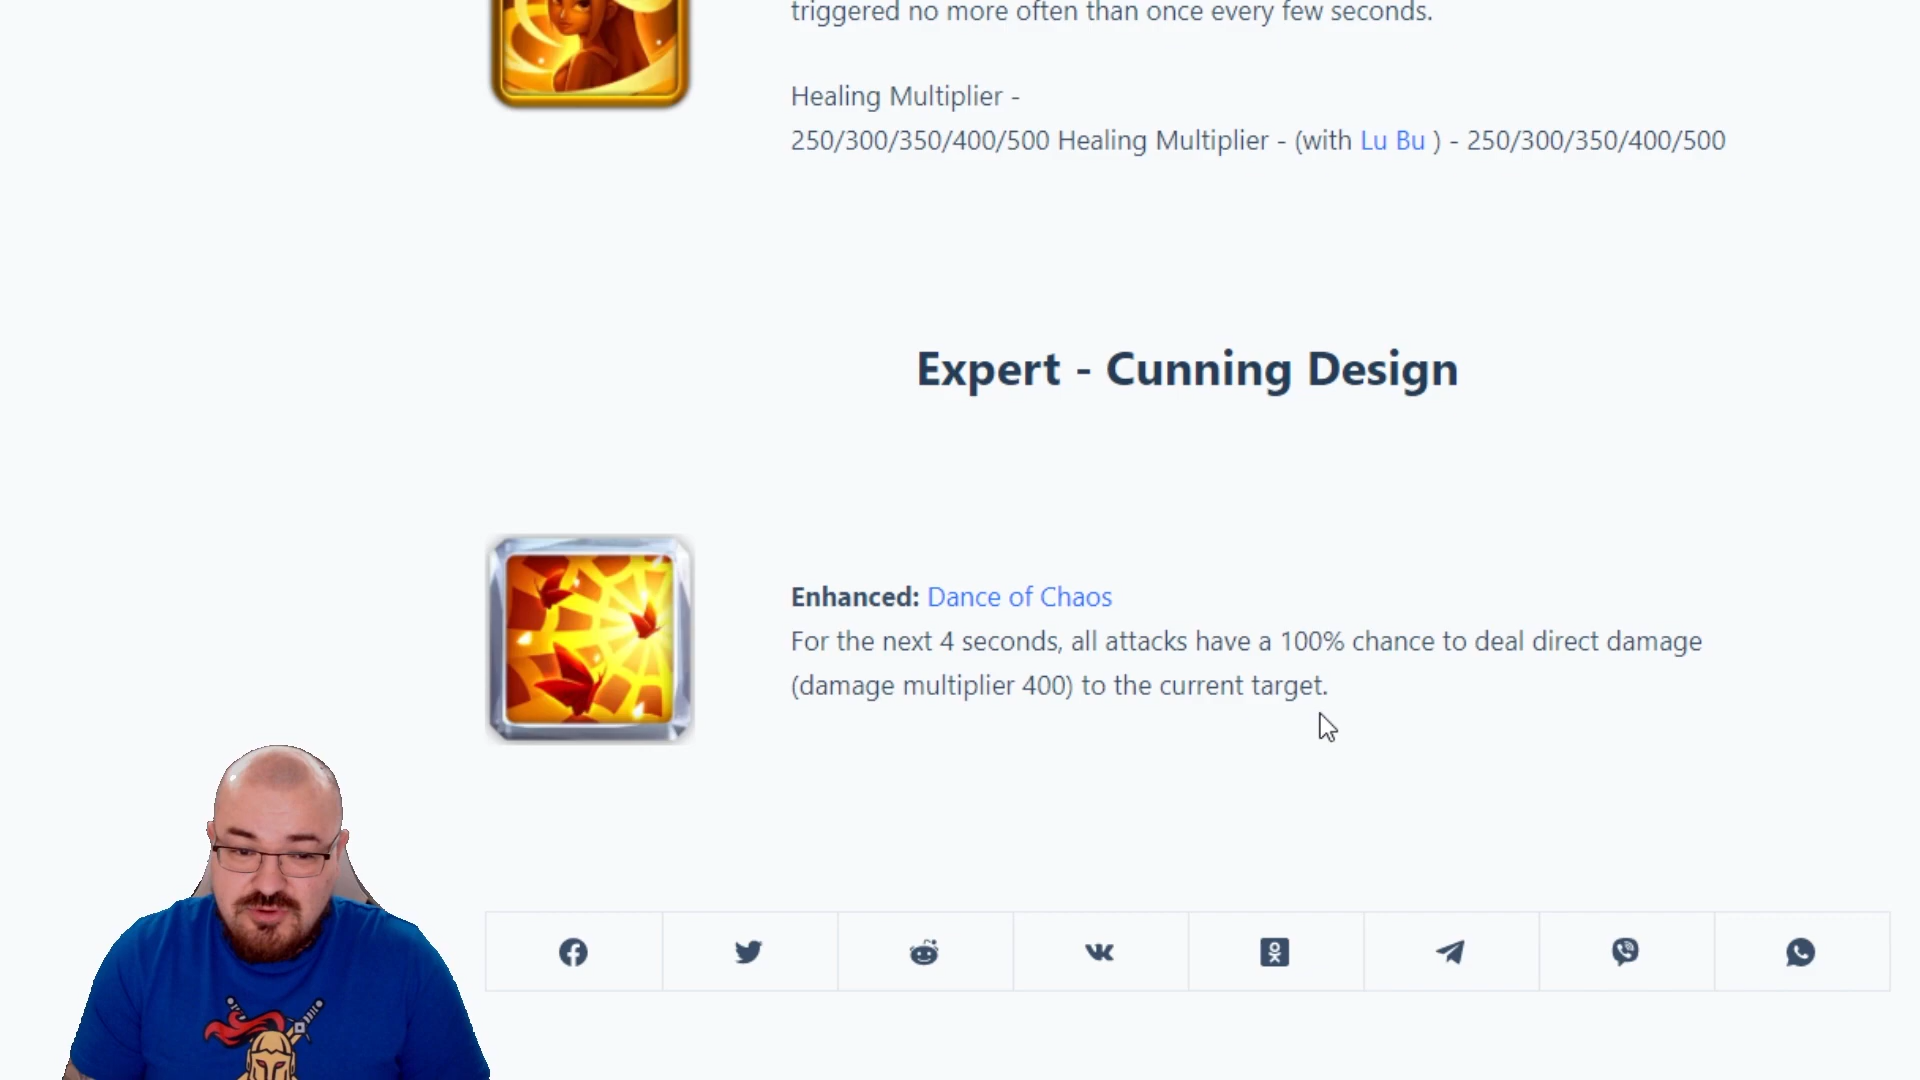 triggered no more often than once every few seconds.
Healing Multiplier -
250/300/350/400/500 Healing Multiplier - (with Lu Bu ) - 250/300/350/400/500
Expert - Cunning Design
Enhanced: Dance of Chaos
For the next 4 seconds, all attacks have a 100% chance to deal direct damage
(damage multiplier 400) to the current target.